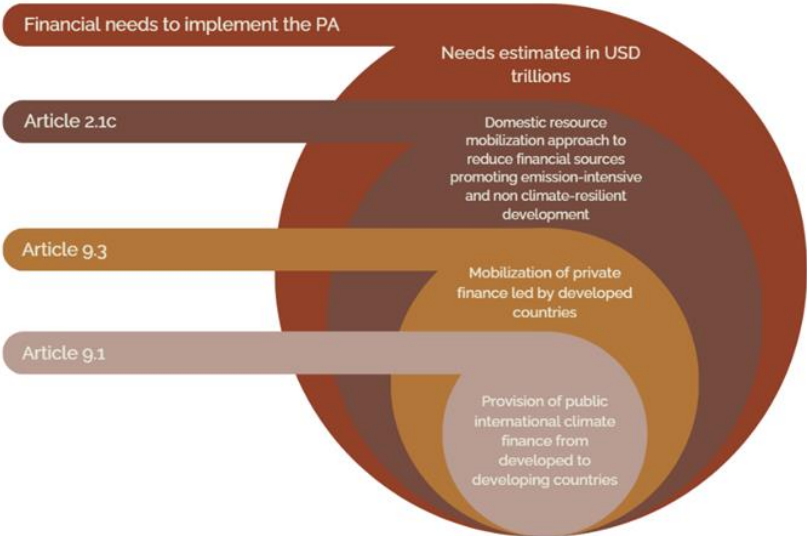 Financial needs to implement the PA
Needs estimated in USD
trillions
Article 2.1c
Domestic resource
mobilization approach to
reduce financial sources
promoting emission-intensive
and non climate-resilient
development
Article 9.3
Mobilization of private
finance led by developed
countries
Article 9.1
Provision of public
international climate
finance from
developed to
developing countries